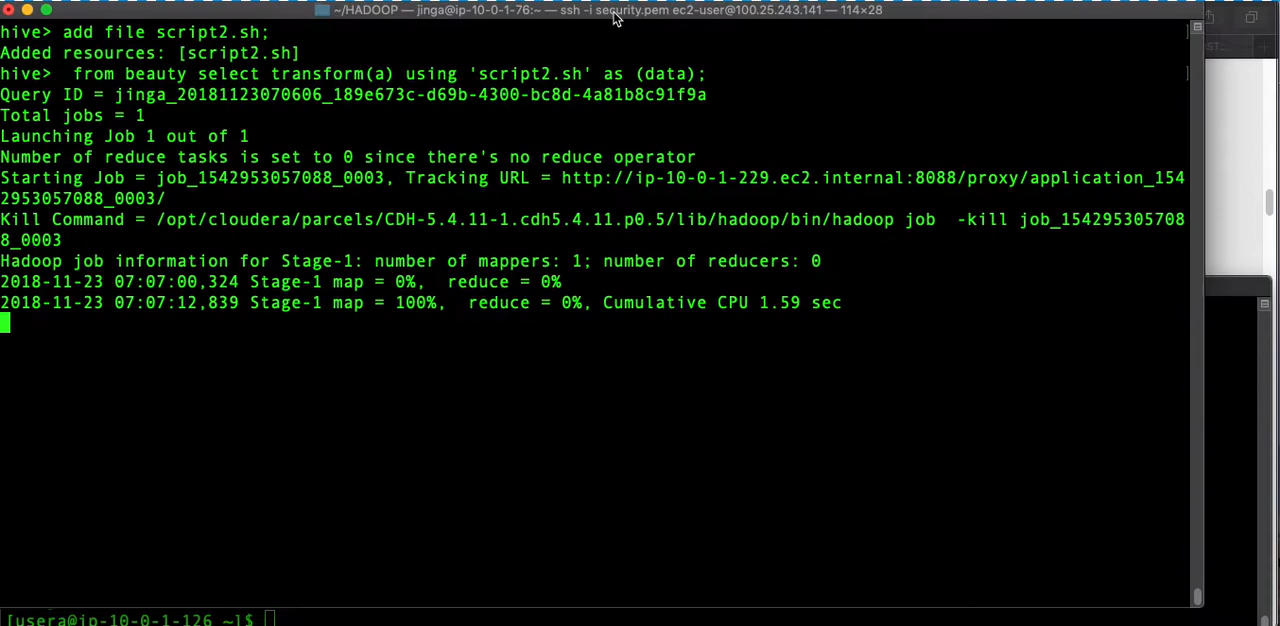 ~/HADOOP — jinga@ip-10-0-1-76:~ — ssh -i security.pem ec2-user@100.25.243.141 — 114×28
hive> add file script2.sh;
Added resources: [script2.sh]
hive>  from beauty select transform(a) using 'script2.sh' as (data);
Query ID = jinga_20181123070606_189e673c-d69b-4300-bc8d-4a81b8c91f9a
Total jobs = 1
Launching Job 1 out of 1
Number of reduce tasks is set to 0 since there's no reduce operator
Starting Job = job_1542953057088_0003, Tracking URL = http://ip-10-0-1-229.ec2.internal:8088/proxy/application_154
2953057088_0003/
Kill Command = /opt/cloudera/parcels/CDH-5.4.11-1.cdh5.4.11.p0.5/lib/hadoop/bin/hadoop job  -kill job_154295305708
8_0003
Hadoop job information for Stage-1: number of mappers: 1; number of reducers: 0
2018-11-23 07:07:00,324 Stage-1 map = 0%,  reduce = 0%
2018-11-23 07:07:12,839 Stage-1 map = 100%,  reduce = 0%, Cumulative CPU 1.59 sec
[usera@ip-10-0-1-126 ~]$